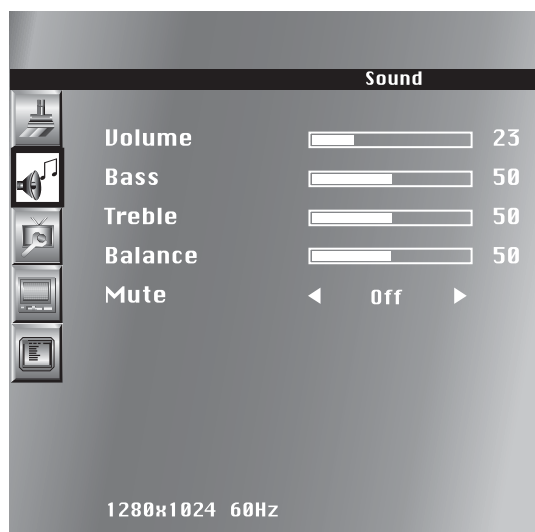 Sound
Volume 23
Bass 50
Treble 50
Balance 50
Mute Off
1280x1024 60Hz